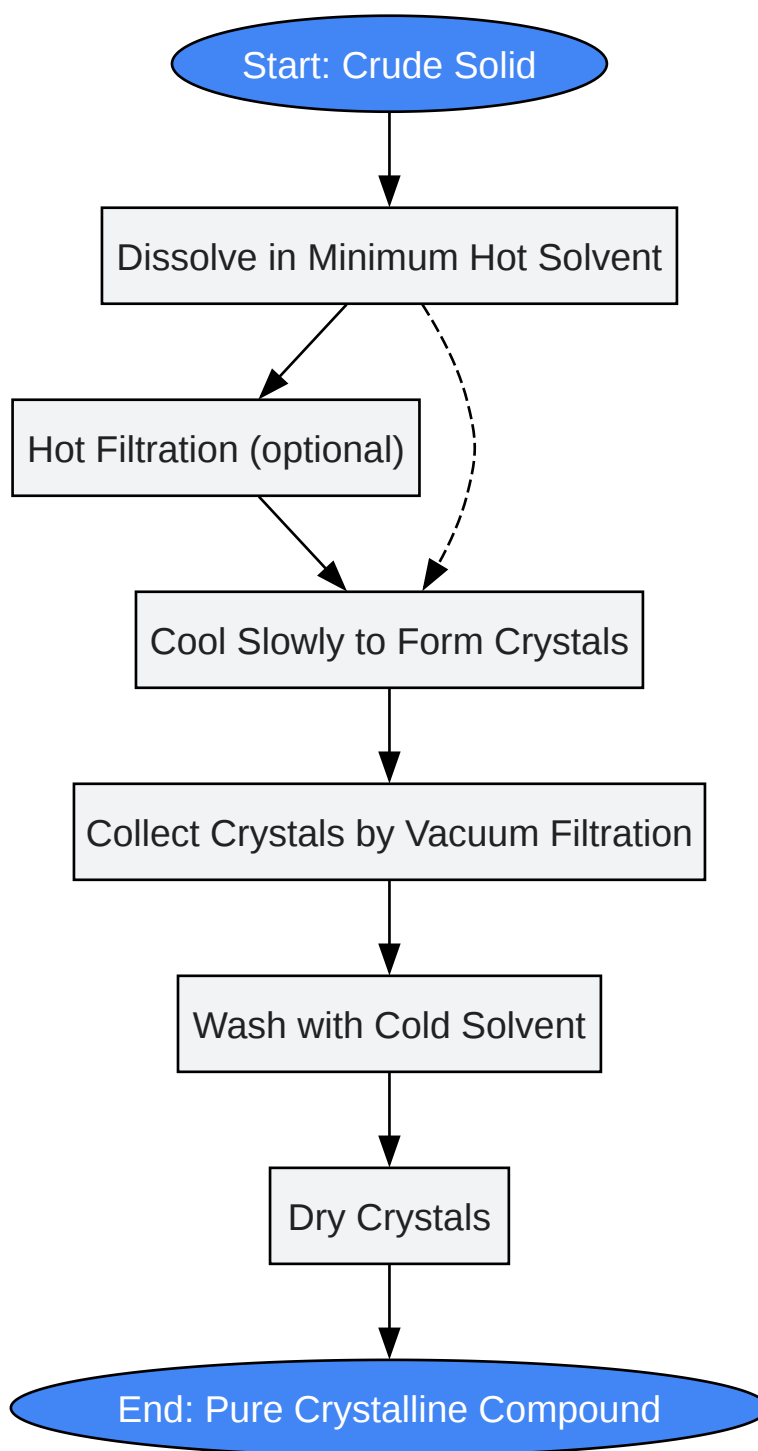 Start: Crude Solid
Dissolve in Minimum Hot Solvent
Hot Filtration (optional)
Cool Slowly to Form Crystals
Collect Crystals by Vacuum Filtration
Wash with Cold Solvent
Dry Crystals
End: Pure Crystalline Compound